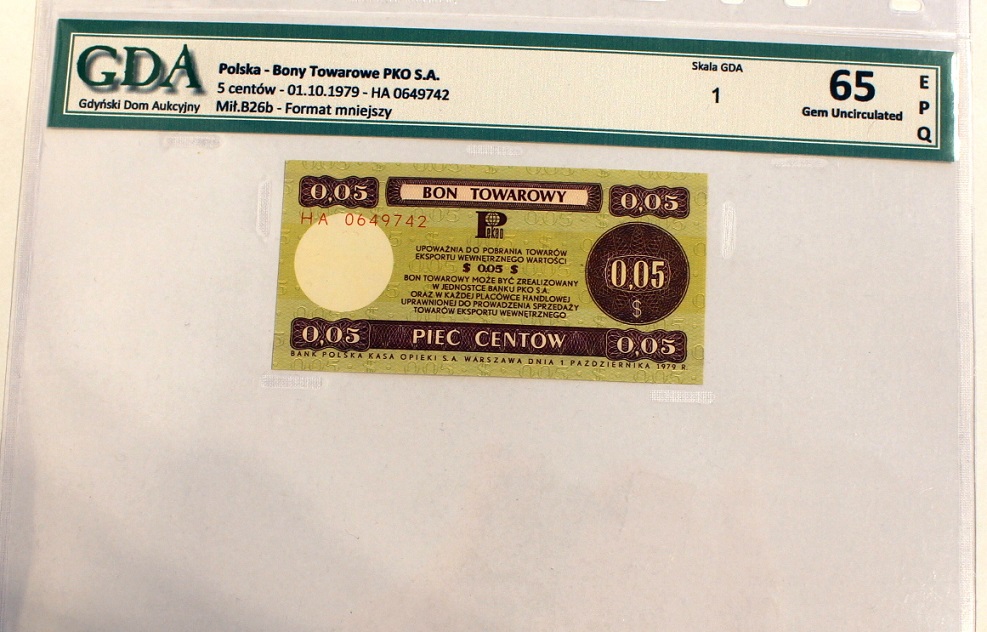 GDA
Gdyński Dom Aukcyjny
Polska - Bony Towarowe PKO S.A.
5 centów - 01.10.1979 - HA 0649742
Mił.B26b - Format mniejszy
Skala GDA
1
65
Gem Uncirculated
E
P
Q
0,05
BON TOWAROWY
0,05
HA 0649742
Pekao
UPOWAŻNIA DO POBRANIA TOWARÓW
EKSPORTU WEWNĘTRZNEGO WARTOŚCI
$ 0,05 $
BON TOWAROWY MOŻE BYĆ ZREALIZOWANY
W JEDNOSTCE BANKU PKO S.A.
ORAZ W KAŻDEJ PLACÓWCE HANDLOWEJ
UPRAWNIONEJ DO PROWADZENIA SPRZEDAŻY
TOWARÓW EKSPORTU WEWNĘTRZNEGO.
0,05
$
0,05
PIĘĆ CENTÓW
0,05
BANK POLSKA KASA OPIEKI S.A. WARSZAWA DNIA 1 PAŹDZIERNIKA 1979 R.